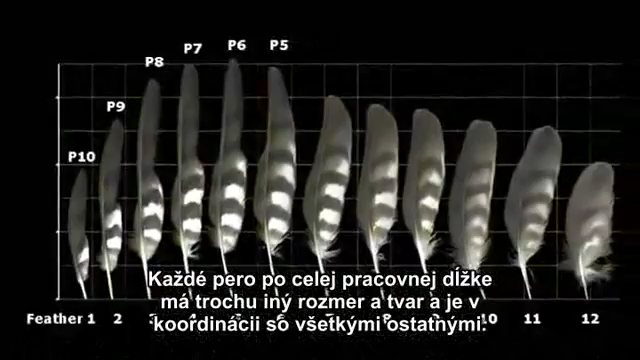 P10
P9
P8
P7
P6
P5
Každé pero po celej pracovnej dĺžke
má trochu iný rozmer a tvar a je v
koordinácii so všetkými ostatnými.
Feather 1 2 10 11 12